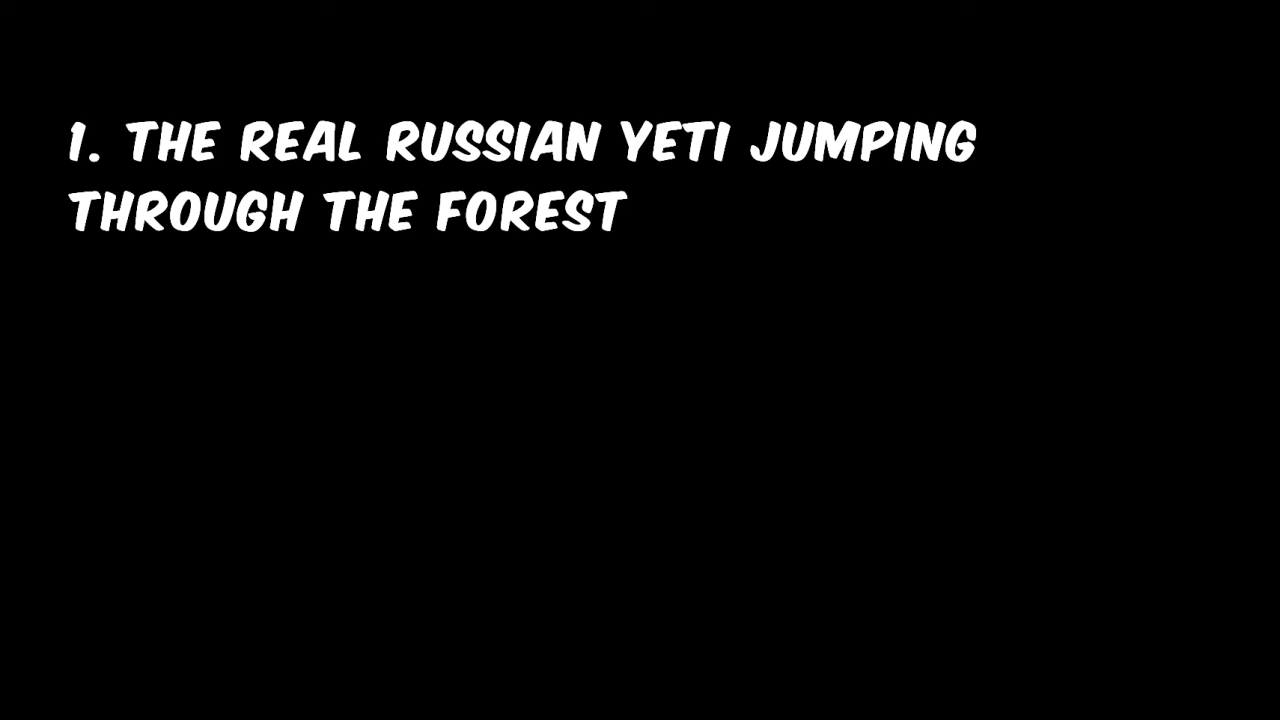 1. THE REAL RUSSIAN YETI JUMPING
THROUGH THE FOREST